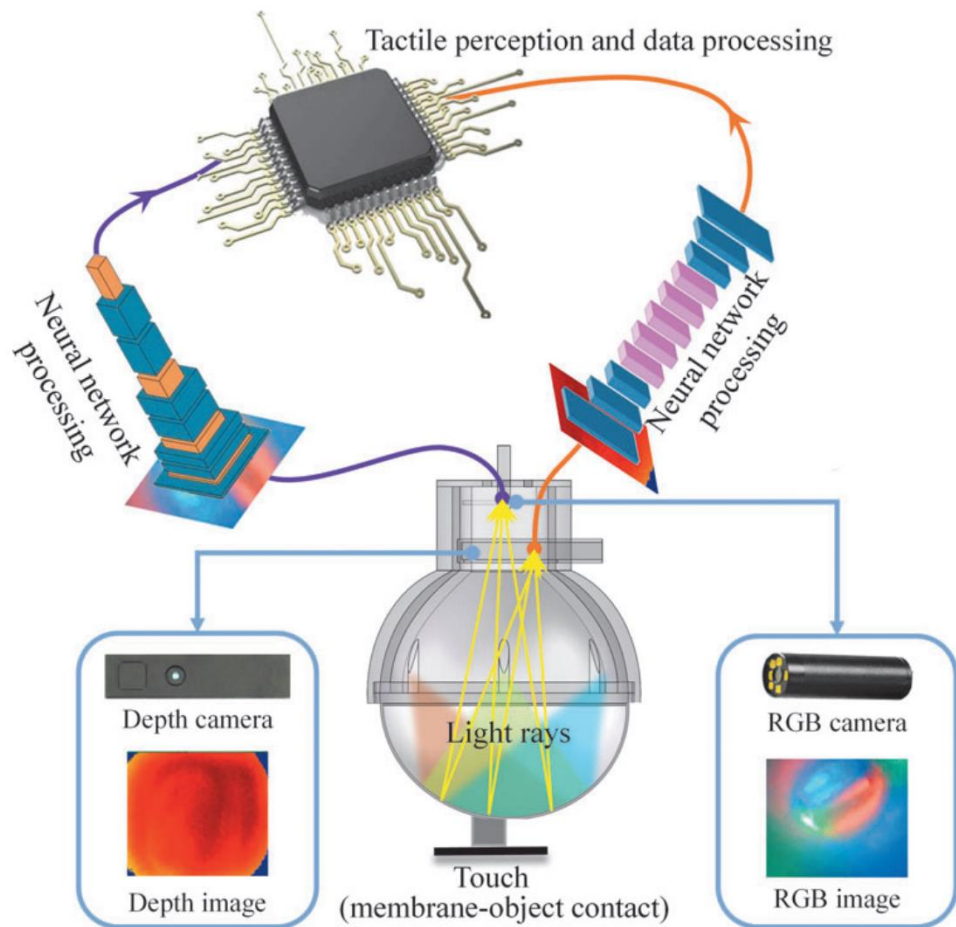 Tactile perception and data processing
Neural network
processing
Neural network
processing
Light rays
Depth camera
Depth image
RGB camera
RGB image
Touch
(membrane-object contact)